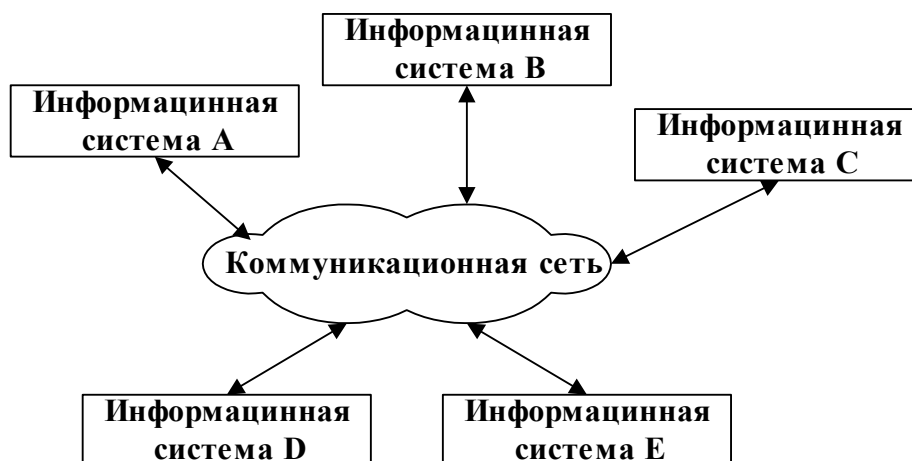 Информацинная
система B
Информацинная
система A
Информацинная
система C
Коммуникационная сеть
Информацинная
система D
Информацинная
система E